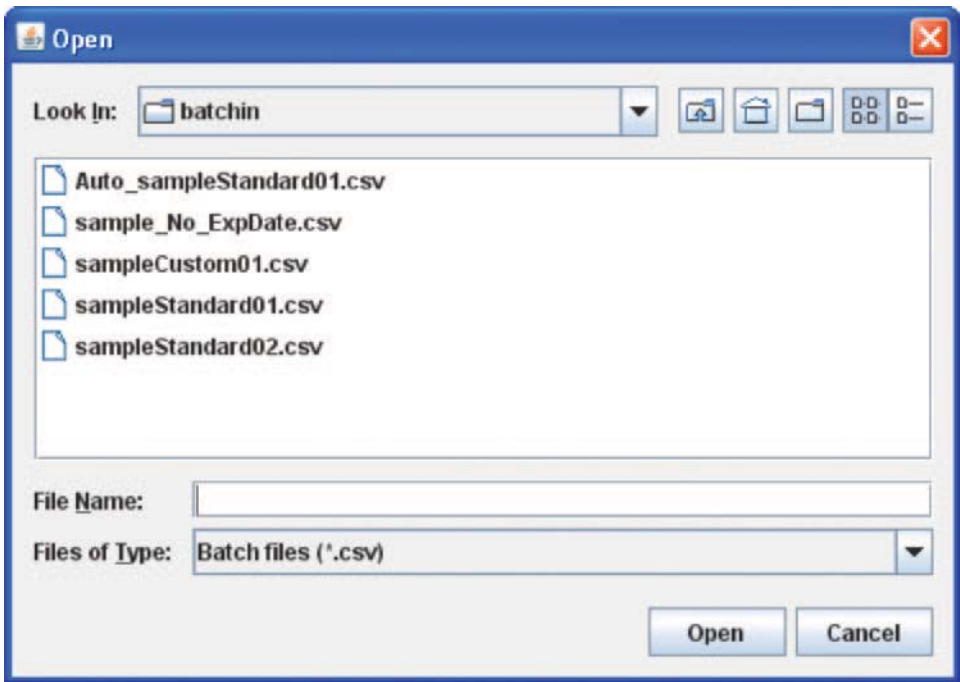 Open
Look In: batchin
Auto_sampleStandard01.csv
sample_No_ExpDate.csv
sampleCustom01.csv
sampleStandard01.csv
sampleStandard02.csv
File Name:
Files of Type: Batch files (*.csv)
Open Cancel